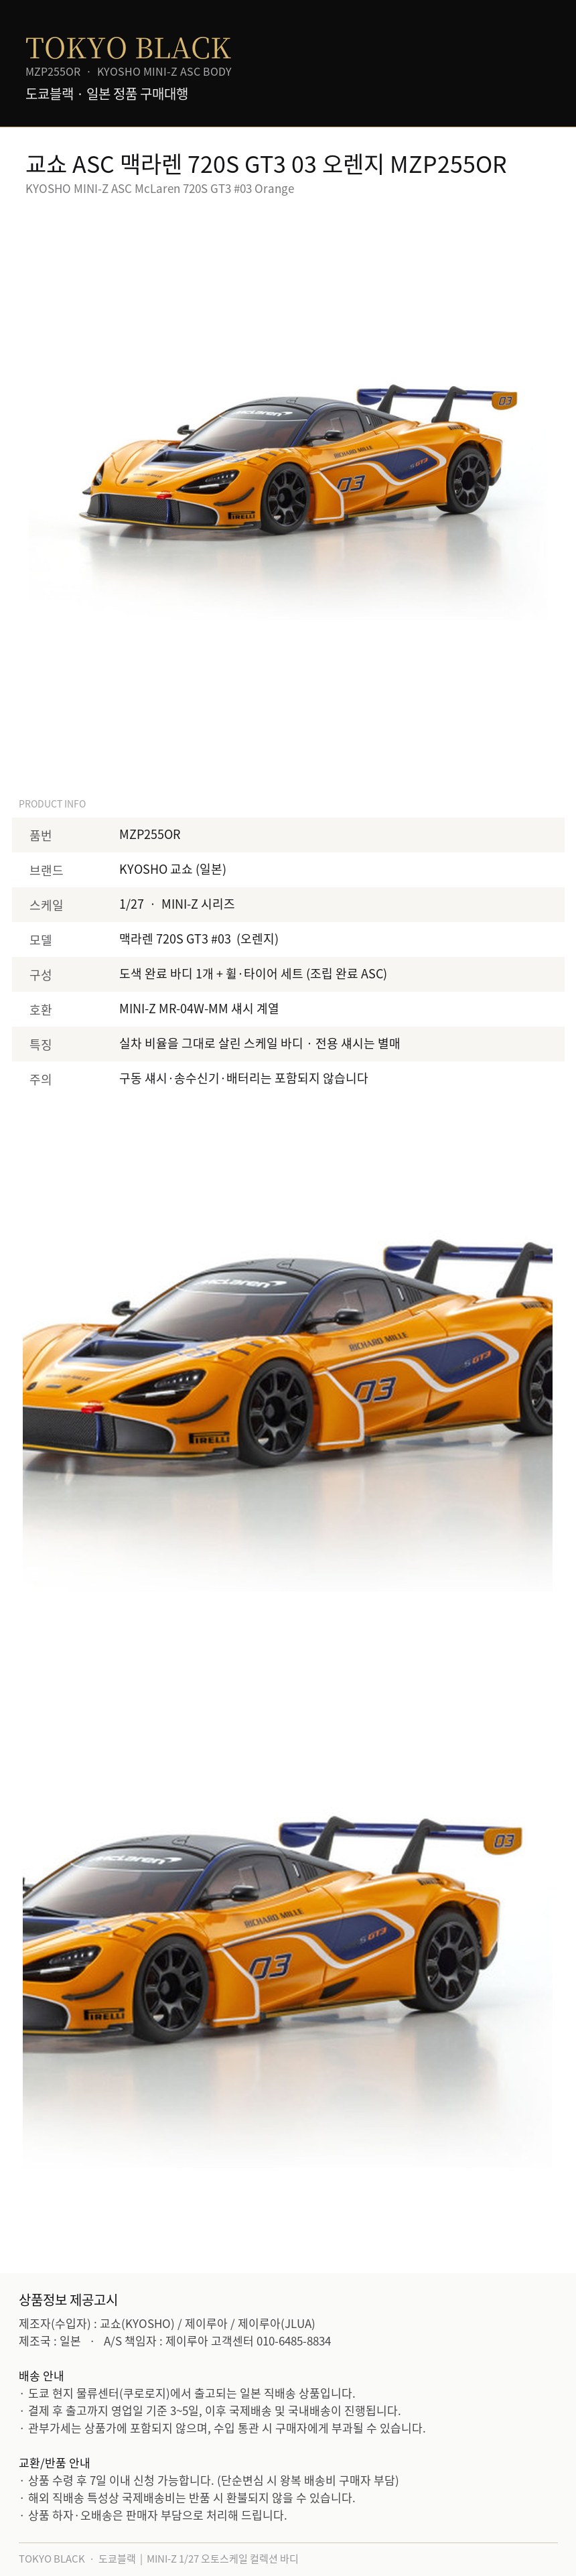 TOKYO BLACK
MZP255OR · KYOSHO MINI-Z ASC BODY
도쿄블랙 · 일본 정품 구매대행
교쇼 ASC 맥라렌 720S GT3 03 오렌지 MZP255OR
KYOSHO MINI-Z ASC McLaren 720S GT3 #03 Orange
McLaren
03
RICHARD MILLE
S GT3
03
PIRELLI
PRODUCT INFO
품번 MZP255OR
브랜드 KYOSHO 교쇼 (일본)
스케일 1/27 · MINI-Z 시리즈
모델 맥라렌 720S GT3 #03 (오렌지)
구성 도색 완료 바디 1개 + 휠·타이어 세트 (조립 완료 ASC)
호환 MINI-Z MR-04W-MM 섀시 계열
특징 실차 비율을 그대로 살린 스케일 바디 · 전용 섀시는 별매
주의 구동 섀시·송수신기·배터리는 포함되지 않습니다
McLaren
RICHARD MILLE
S GT3
03
PIRELLI
McLaren
03
RICHARD MILLE
S GT3
03
PIRELLI
상품정보 제공고시
제조자(수입자) : 교쇼(KYOSHO) / 제이루아 / 제이루아(JLUA)
제조국 : 일본 · A/S 책임자 : 제이루아 고객센터 010-6485-8834
배송 안내
· 도쿄 현지 물류센터(쿠로로지)에서 출고되는 일본 직배송 상품입니다.
· 결제 후 출고까지 영업일 기준 3~5일, 이후 국제배송 및 국내배송이 진행됩니다.
· 관부가세는 상품가에 포함되지 않으며, 수입 통관 시 구매자에게 부과될 수 있습니다.
교환/반품 안내
· 상품 수령 후 7일 이내 신청 가능합니다. (단순변심 시 왕복 배송비 구매자 부담)
· 해외 직배송 특성상 국제배송비는 반품 시 환불되지 않을 수 있습니다.
· 상품 하자·오배송은 판매자 부담으로 처리해 드립니다.
TOKYO BLACK · 도쿄블랙 | MINI-Z 1/27 오토스케일 컬렉션 바디